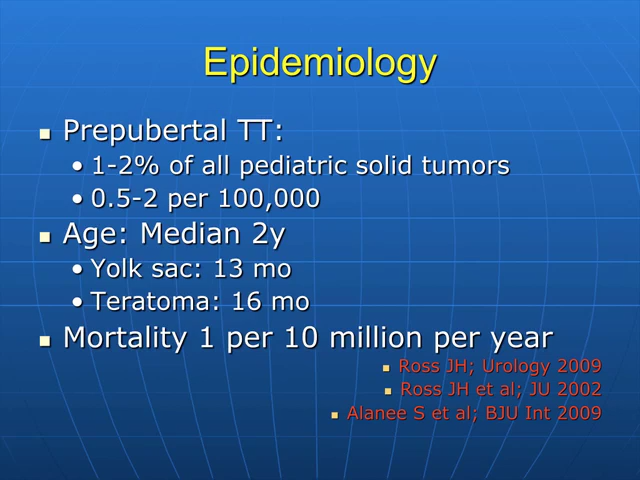 Epidemiology
Prepubertal TT:
• 1-2% of all pediatric solid tumors
• 0.5-2 per 100,000
Age: Median 2y
• Yolk sac: 13 mo
• Teratoma: 16 mo
Mortality 1 per 10 million per year
Ross JH; Urology 2009
Ross JH et al; JU 2002
Alanee S et al; BJU Int 2009